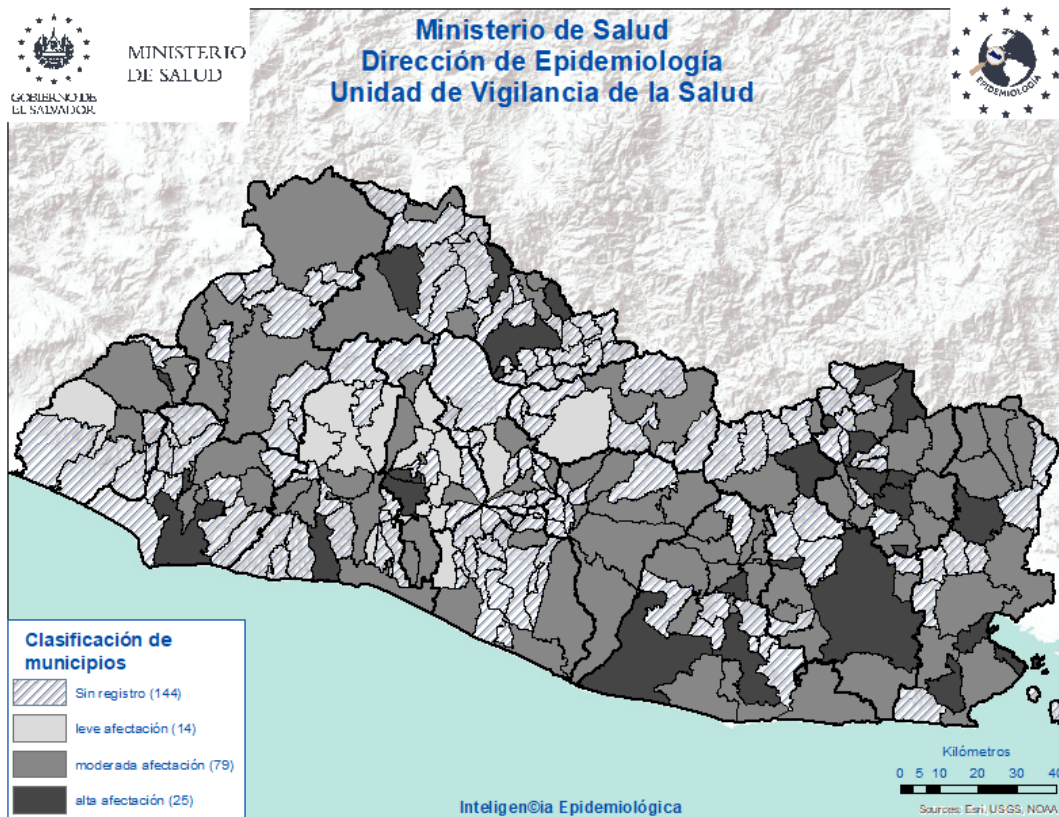 Ministerio de Salud
Dirección de Epidemiología
Unidad de Vigilancia de la Salud
MINISTERIO
DE SALUD
GOBIERNO DE
EL SALVADOR
EPIDEMIOLOGÍA
Clasificación de
municipios
Sin registro (144)
leve afectación (14)
moderada afectación (79)
alta afectación (25)
Inteligen©ia Epidemiológica
Kilómetros
0 5 10 20 30 40
Sources: Esri, USGS, NOAA